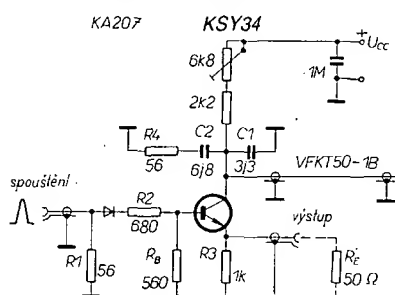 KA207 KSY34
+
Ucc
6k8
1M
2k2
R4 C2 C1
56 6j8 3j3 VFKT50-1B
spouštění
R2 výstup
680
R1 56 RB 560 R3 1k RE 50 Ω